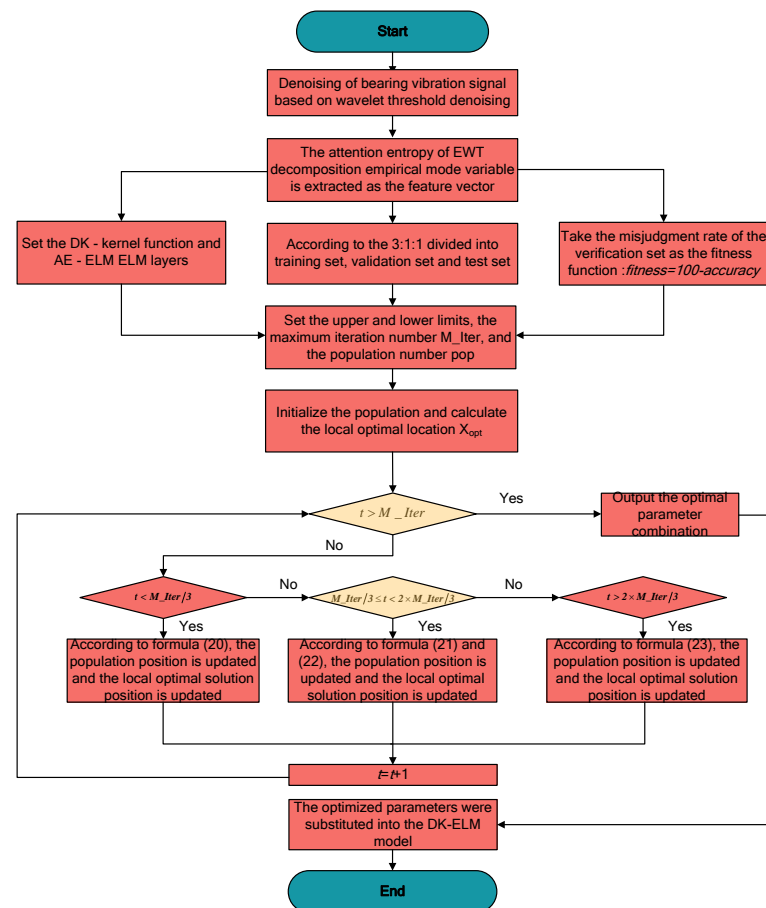 Start
Denoising of bearing vibration signal
based on wavelet threshold denoising
The attention entropy of EWT
decomposition empirical mode variable
is extracted as the feature vector
Set the DK - kernel function and
AE - ELM ELM layers
According to the 3:1:1 divided into
training set, validation set and test set
Take the misjudgment rate of the
verification set as the fitness
function :fitness=100-accuracy
Set the upper and lower limits, the
maximum iteration number M_Iter, and
the population number pop
Initialize the population and calculate
the local optimal location Xopt
t > M _ Iter
Yes
Output the optimal
parameter
combination
No
t < M_Iter/3
No
M_Iter/3 ≤ t < 2×M_Iter/3
No
t > 2×M_Iter/3
Yes
Yes
Yes
According to formula (20), the
population position is updated
and the local optimal solution
position is updated
According to formula (21) and
(22), the population position is
updated and the local optimal
solution position is updated
According to formula (23), the
population position is updated
and the local optimal solution
position is updated
t=t+1
The optimized parameters were
substituted into the DK-ELM
model
End